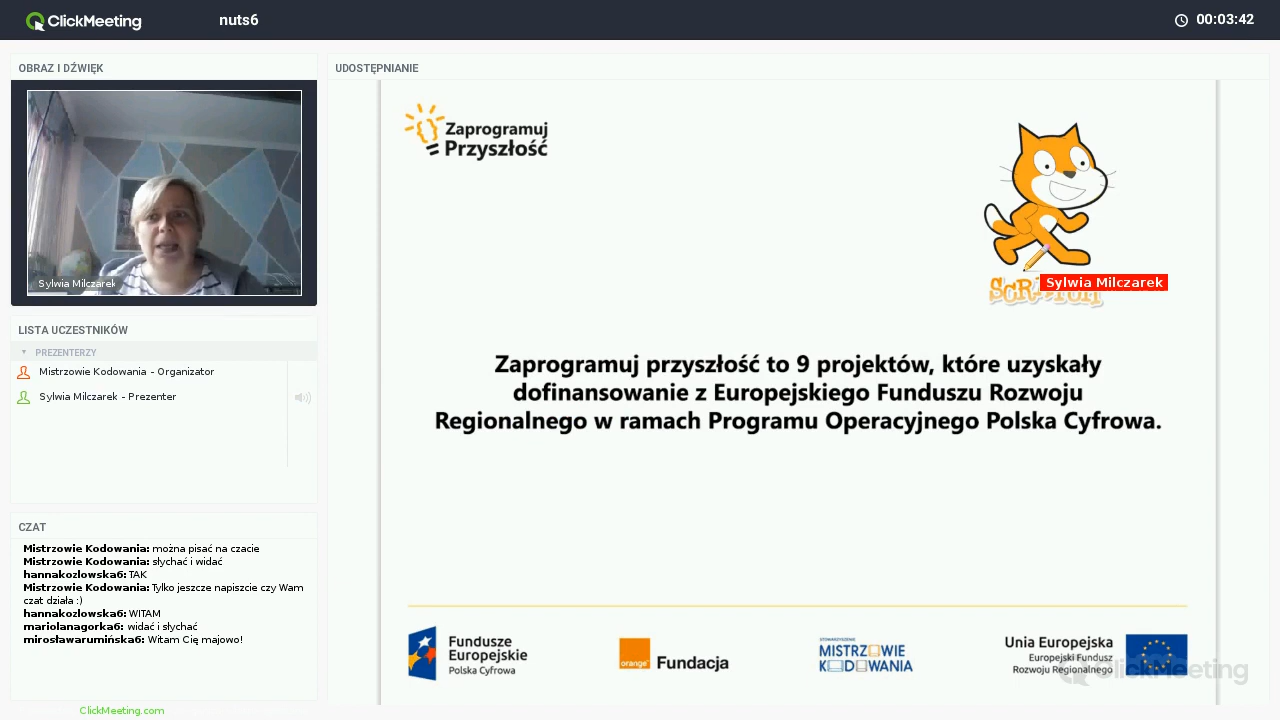 ClickMeeting
nuts6
00:03:42
OBRAZ I DŹWIĘK
Sylwia Milczarek
LISTA UCZESTNIKÓW
PREZENTERZY
Mistrzowie Kodowania - Organizator
Sylwia Milczarek - Prezenter
CZAT
Mistrzowie Kodowania: można pisać na czacie
Mistrzowie Kodowania: słychać i widać
hannakozlowska6: TAK
Mistrzowie Kodowania: Tylko jeszcze napiszcie czy Wam
czat działa :)
hannakozlowska6: WITAM
mariolanagorka6: widać i słychać
mirosławarumińska6: Witam Cię majowo!
ClickMeeting.com
UDOSTĘPNIANIE
Zaprogramuj
Przyszłość
Sylwia Milczarek
Zaprogramuj przyszłość to 9 projektów, które uzyskały
dofinansowanie z Europejskiego Funduszu Rozwoju
Regionalnego w ramach Programu Operacyjnego Polska Cyfrowa.
Fundusze
Europejskie
Polska Cyfrowa
orange
Fundacja
STOWARZYSZENIE
MISTRZOWIE
KODOWANIA
Unia Europejska
Europejski Fundusz
Rozwoju Regionalnego
ClickMeeting